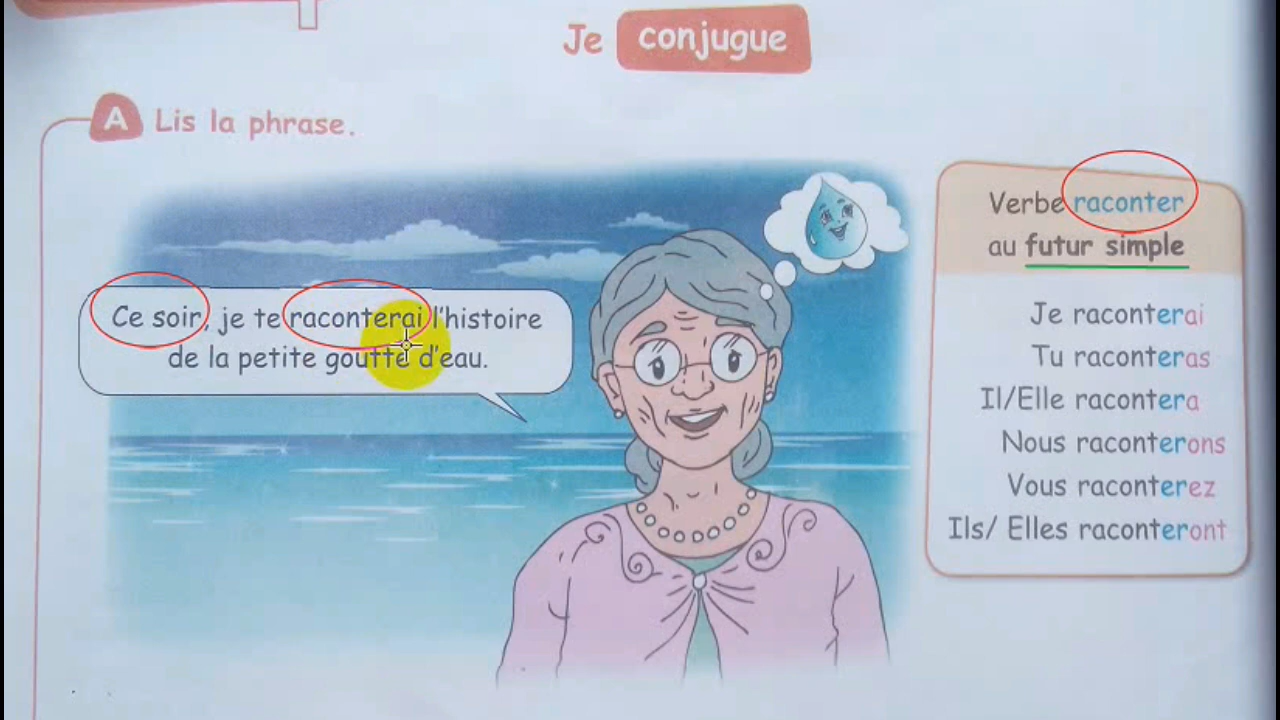 Je conjugue
A Lis la phrase.
Ce soir, je te raconterai l'histoire
de la petite goutte d'eau.
Verbe raconter
au futur simple
Je raconterai
Tu raconteras
Il/Elle racontera
Nous raconterons
Vous raconterez
Ils/ Elles raconteront